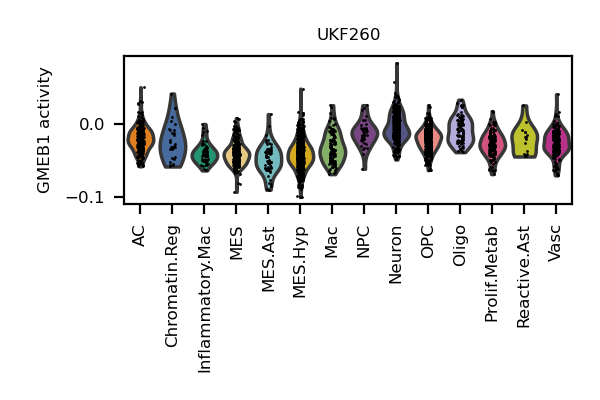 UKF260
GMEB1 activity
0.0
−0.1
AC
Chromatin.Reg
Inflammatory.Mac
MES
MES.Ast
MES.Hyp
Mac
NPC
Neuron
OPC
Oligo
Prolif.Metab
Reactive.Ast
Vasc